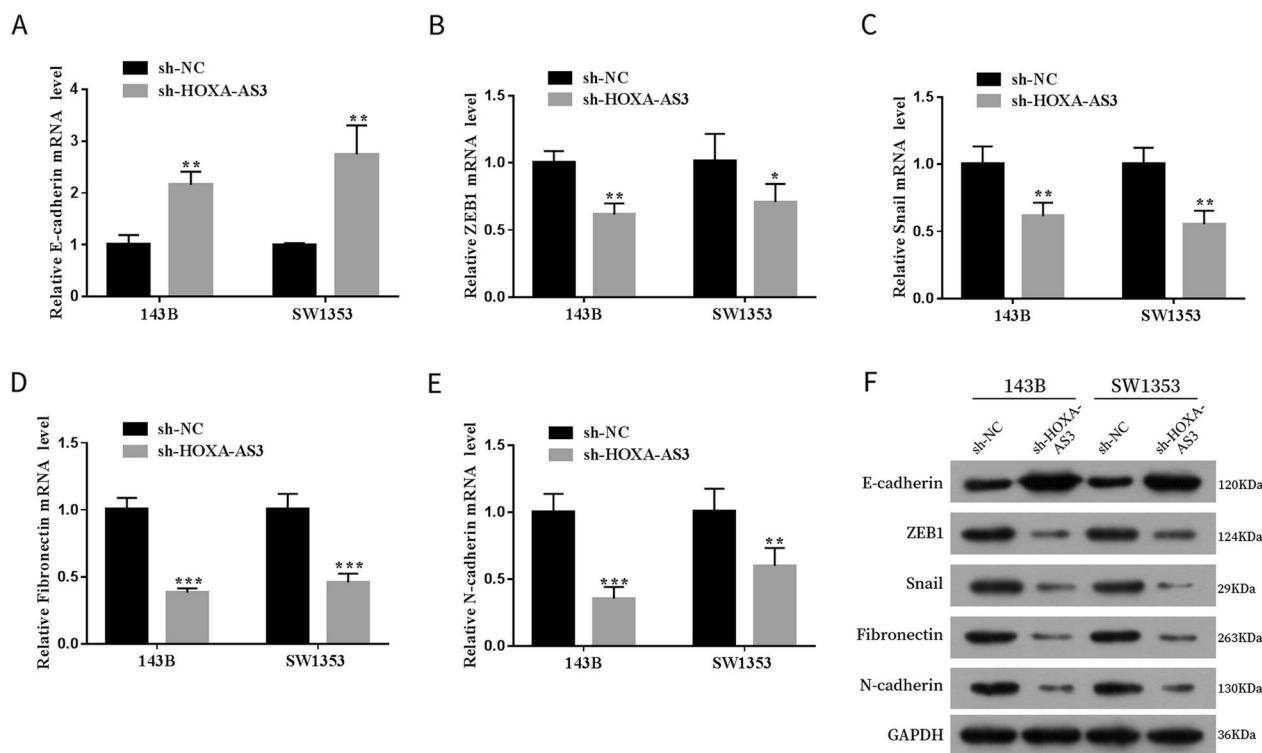 A
sh-NC
sh-HOXA-AS3
Relative E-cadherin mRNA level
4
3
2
1
0
**
**
143B
SW1353
B
sh-NC
sh-HOXA-AS3
Relative ZEB1 mRNA level
1.5
1.0
0.5
0.0
**
*
143B
SW1353
C
sh-NC
sh-HOXA-AS3
Relative Snail mRNA level
1.5
1.0
0.5
0.0
**
**
143B
SW1353
D
sh-NC
sh-HOXA-AS3
Relative Fibronectin mRNA level
1.5
1.0
0.5
0.0
***
***
143B
SW1353
E
sh-NC
sh-HOXA-AS3
Relative N-cadherin mRNA level
1.5
1.0
0.5
0.0
***
**
143B
SW1353
F
143B SW1353
sh-NC
sh-HOXA-
AS3
sh-NC
sh-HOXA-
AS3
E-cadherin 120KDa
ZEB1 124KDa
Snail 29KDa
Fibronectin 263KDa
N-cadherin 130KDa
GAPDH 36KDa